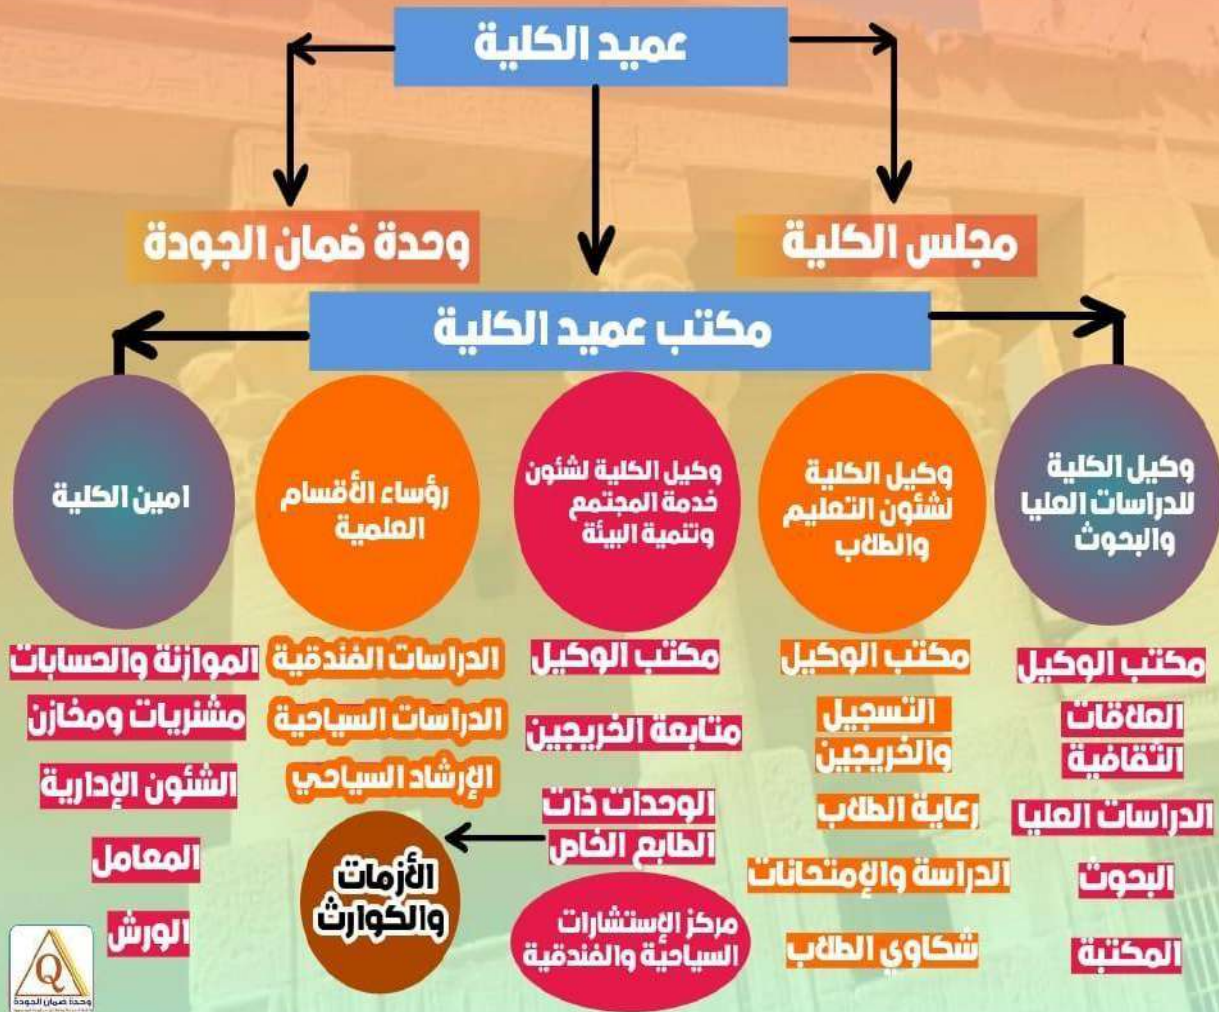 عميد الكلية
مجلس الكلية
وحدة ضمان الجودة
مكتب عميد الكلية
وكيل الكلية
للدراسات العليا
والبحوث
مكتب الوكيل
العلاقات
الثقافية
الدراسات العليا
البحوث
المكتبة
وكيل الكلية
لشئون التعليم
والطلاب
مكتب الوكيل
التسجيل
والخريجين
رعاية الطلاب
الدراسة والإمتحانات
شكاوي الطلاب
وكيل الكلية لشئون
خدمة المجتمع
وتنمية البيئة
مكتب الوكيل
متابعة الخريجين
الوحدات ذات
الطابع الخاص
مركز الإستشارات
السياحية والفندقية
رؤساء الأقسام
العلمية
الدراسات الفندقية
الدراسات السياحية
الإرشاد السياحي
الأزمات
والكوارث
امين الكلية
الموازنة والحسابات
مشتريات ومخازن
الشئون الإدارية
المعامل
الورش
Q
وحدة ضمان الجودة